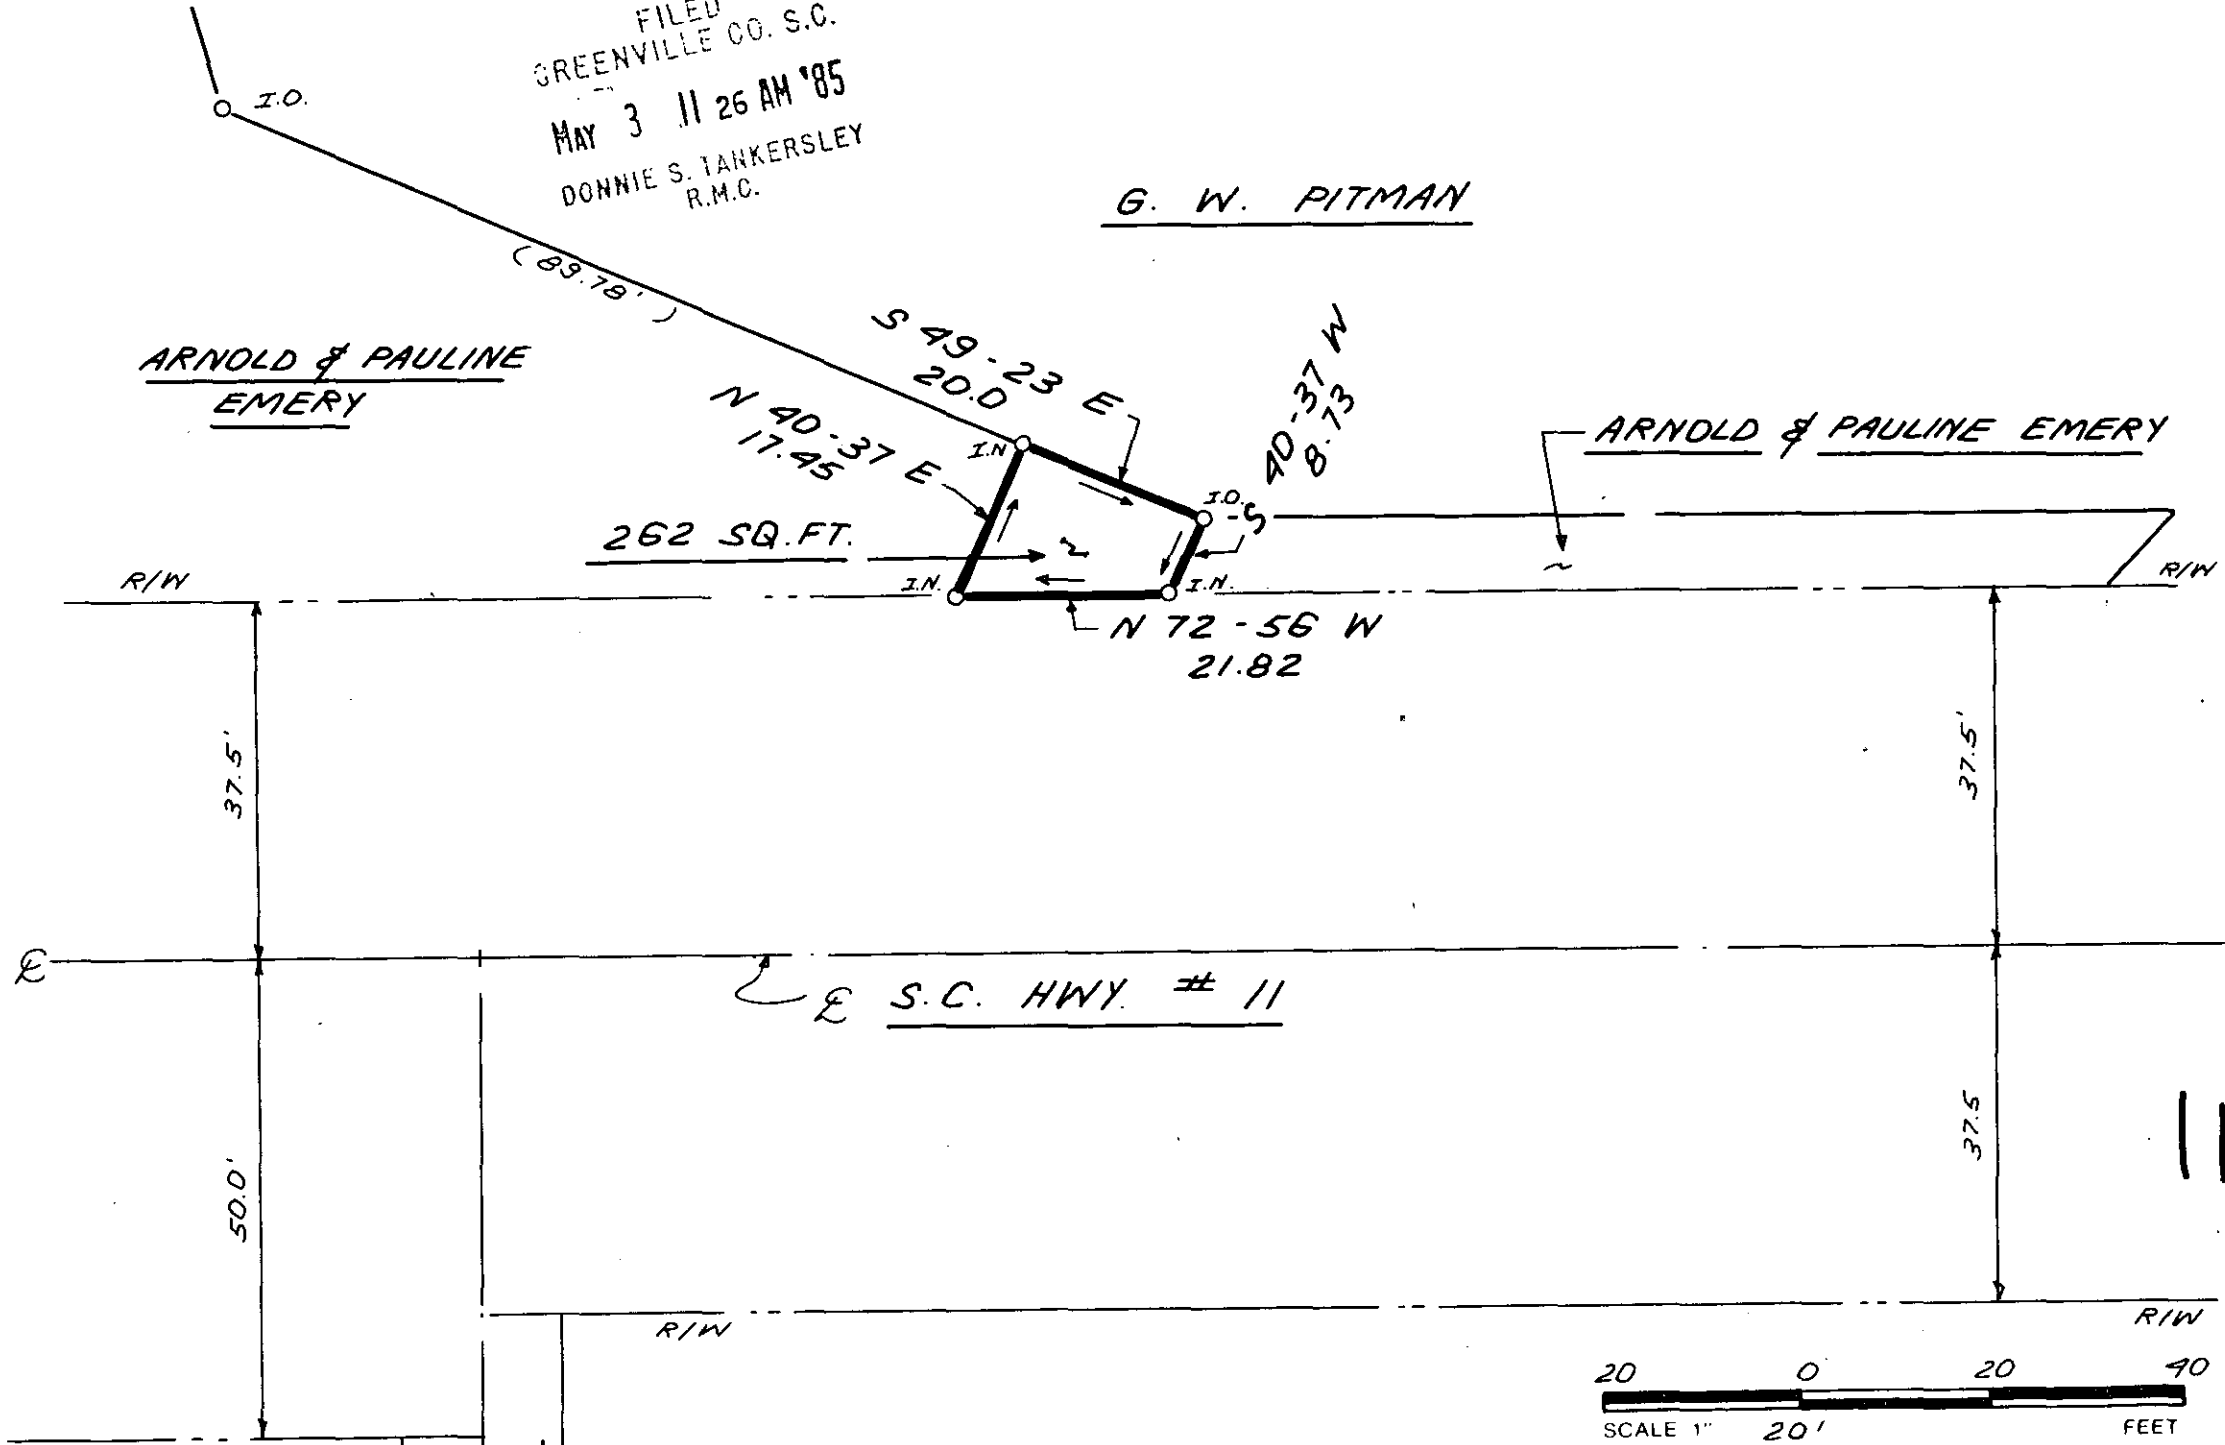 FILED
GREENVILLE CO. S.C.
MAY 3 11 26 AM '85
DONNIE S. TANKERSLEY
R.M.C.
I.O.
G. W. PITMAN
(89.78')
ARNOLD & PAULINE
EMERY
S 49-23 E
20.0
N 40-37 E
17.45
S 40-37 W
8.73
ARNOLD & PAULINE EMERY
I.N
I.O.
262 SQ.FT.
R/W
I.N.
I.N.
R/W
N 72-56 W
21.82
37.5'
37.5'
℄
℄ S.C. HWY. # 11
50.0'
37.5
11
R/W
R/W
20 0 20 40
SCALE 1" 20' FEET